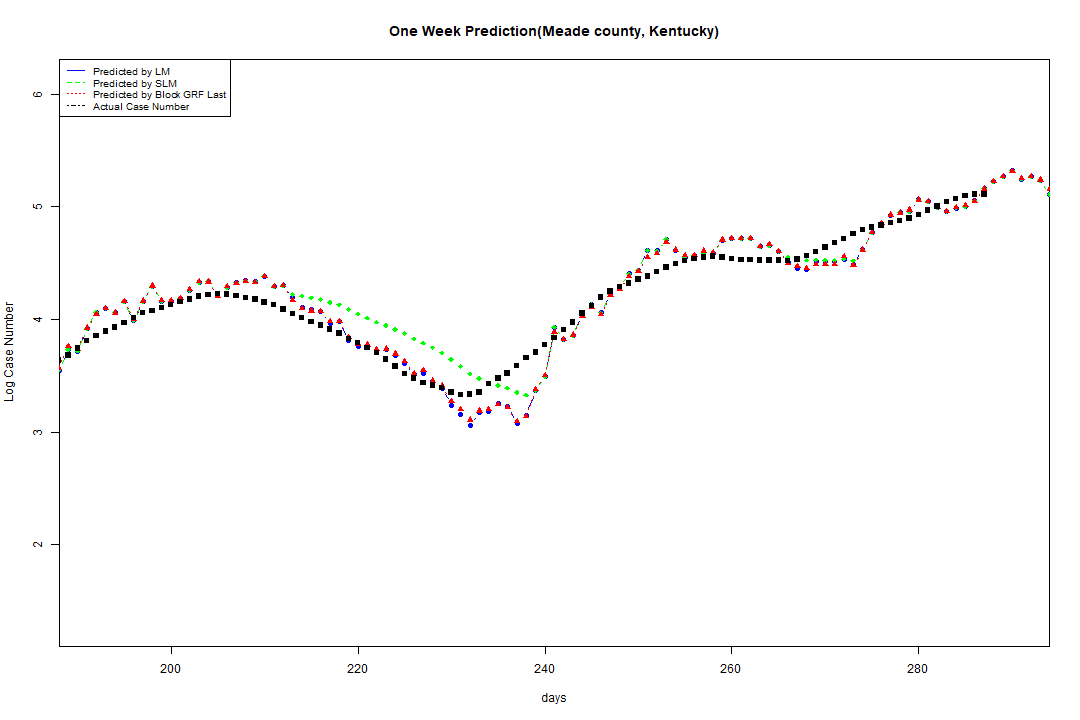 One Week Prediction(Meade county, Kentucky)
Predicted by LM
Predicted by SLM
Predicted by Block GRF Last
Actual Case Number
6
5
4
3
2
Log Case Number
200 220 240 260 280
days